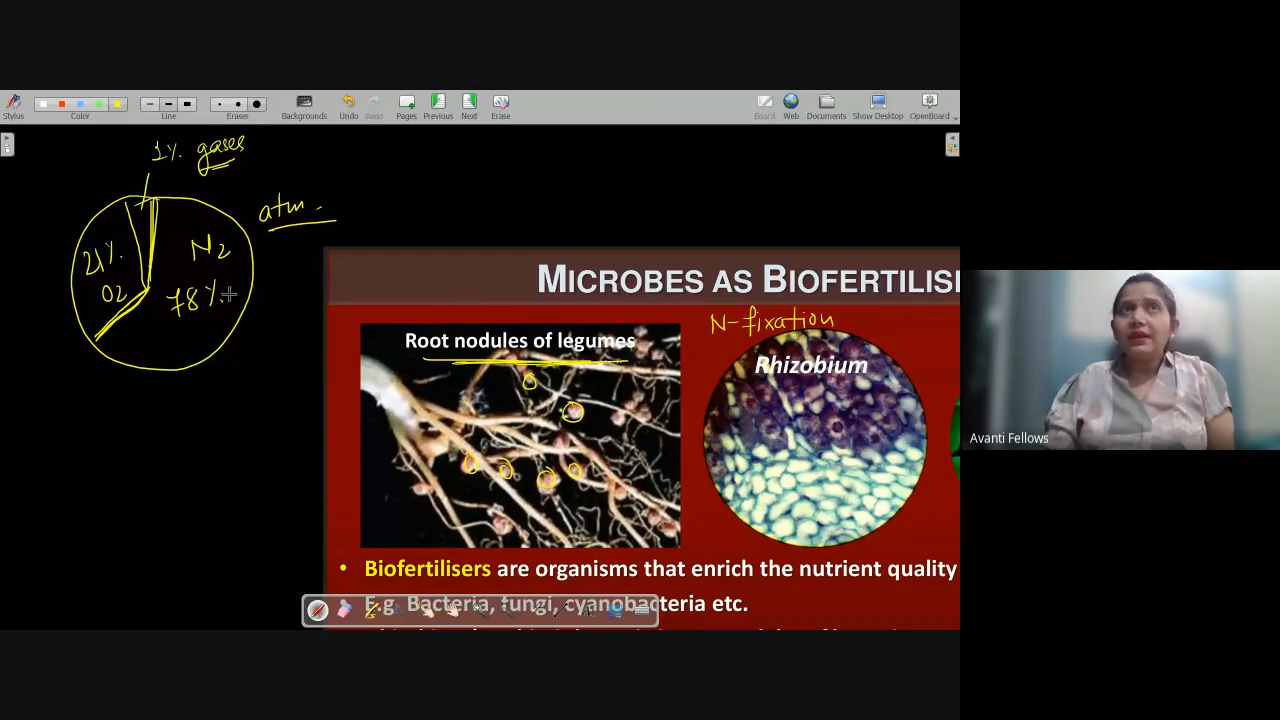 Stylus
Color
Line
Eraser
Backgrounds
Undo
Redo
Pages
Previous
Next
Erase
Board
Web
Documents
Show Desktop
OpenBoard
1%. gases
atm.
21%.
O2
N2
78%.
MICROBES AS BIOFERTILISE
N-fixation
Root nodules of legumes
Rhizobium
Avanti Fellows
• Biofertilisers are organisms that enrich the nutrient quality
E.g Bacteria, fungi, cyanobacteria etc.